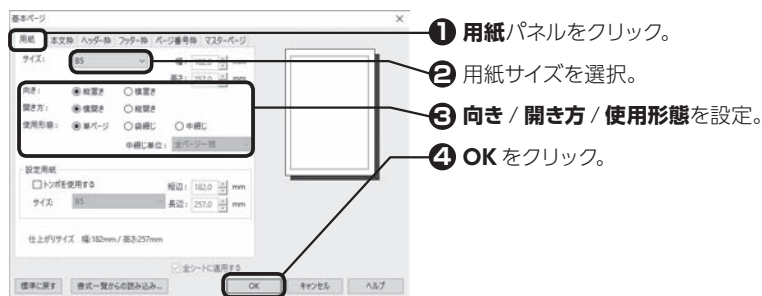 基本ページ
用紙 本文枠 ヘッダー枠 フッター枠 ページ番号枠 マスターページ
サイズ: B5 幅: 182.0 mm
高さ: 257.0 mm
向き: 縦置き 横置き
開き方: 横開き 縦開き
使用形態: 単ページ 袋綴じ 中綴じ
中綴じ単位: 全ページ一括
設定用紙
トンボを使用する 短辺: 182.0 mm
サイズ: B5 長辺: 257.0 mm
仕上がりサイズ 幅:182mm / 高さ:257mm
全シートに適用する
標準に戻す 書式一覧からの読み込み... OK キャンセル ヘルプ
❶ 用紙パネルをクリック。
❷ 用紙サイズを選択。
❸ 向き / 開き方 / 使用形態を設定。
❹ OK をクリック。